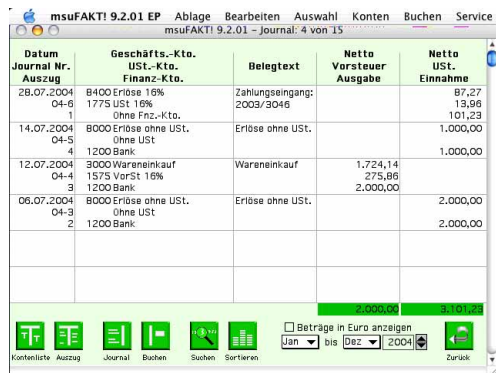 msuFAKT! 9.2.01 EP Ablage Bearbeiten Auswahl Konten Buchen Service
msuFAKT! 9.2.01 - Journal: 4 von 15
Datum Geschäfts.-Kto. Netto Netto
Journal Nr. USt.-Kto. Belegtext Vorsteuer USt.
Auszug Finanz-Kto. Ausgabe Einnahme
28.07.2004 8400 Erlöse 16% Zahlungseingang: 87,27
04-6 1775 USt 16% 2003/3046 13,96
1 Ohne Fnz.-Kto. 101,23
14.07.2004 8000 Erlöse ohne USt. Erlöse ohne USt. 1.000,00
04-5 Ohne USt
4 1200 Bank 1.000,00
12.07.2004 3000 Wareneinkauf Wareneinkauf 1.724,14
04-4 1575 VorSt 16% 275,86
3 1200 Bank 2.000,00
06.07.2004 8000 Erlöse ohne USt. Erlöse ohne USt. 2.000,00
04-3 Ohne USt
2 1200 Bank 2.000,00
2.000,00 3.101,23
Beträge in Euro anzeigen
Jan bis Dez 2004
Kontenliste Auszug Journal Buchen Suchen Sortieren Zurück